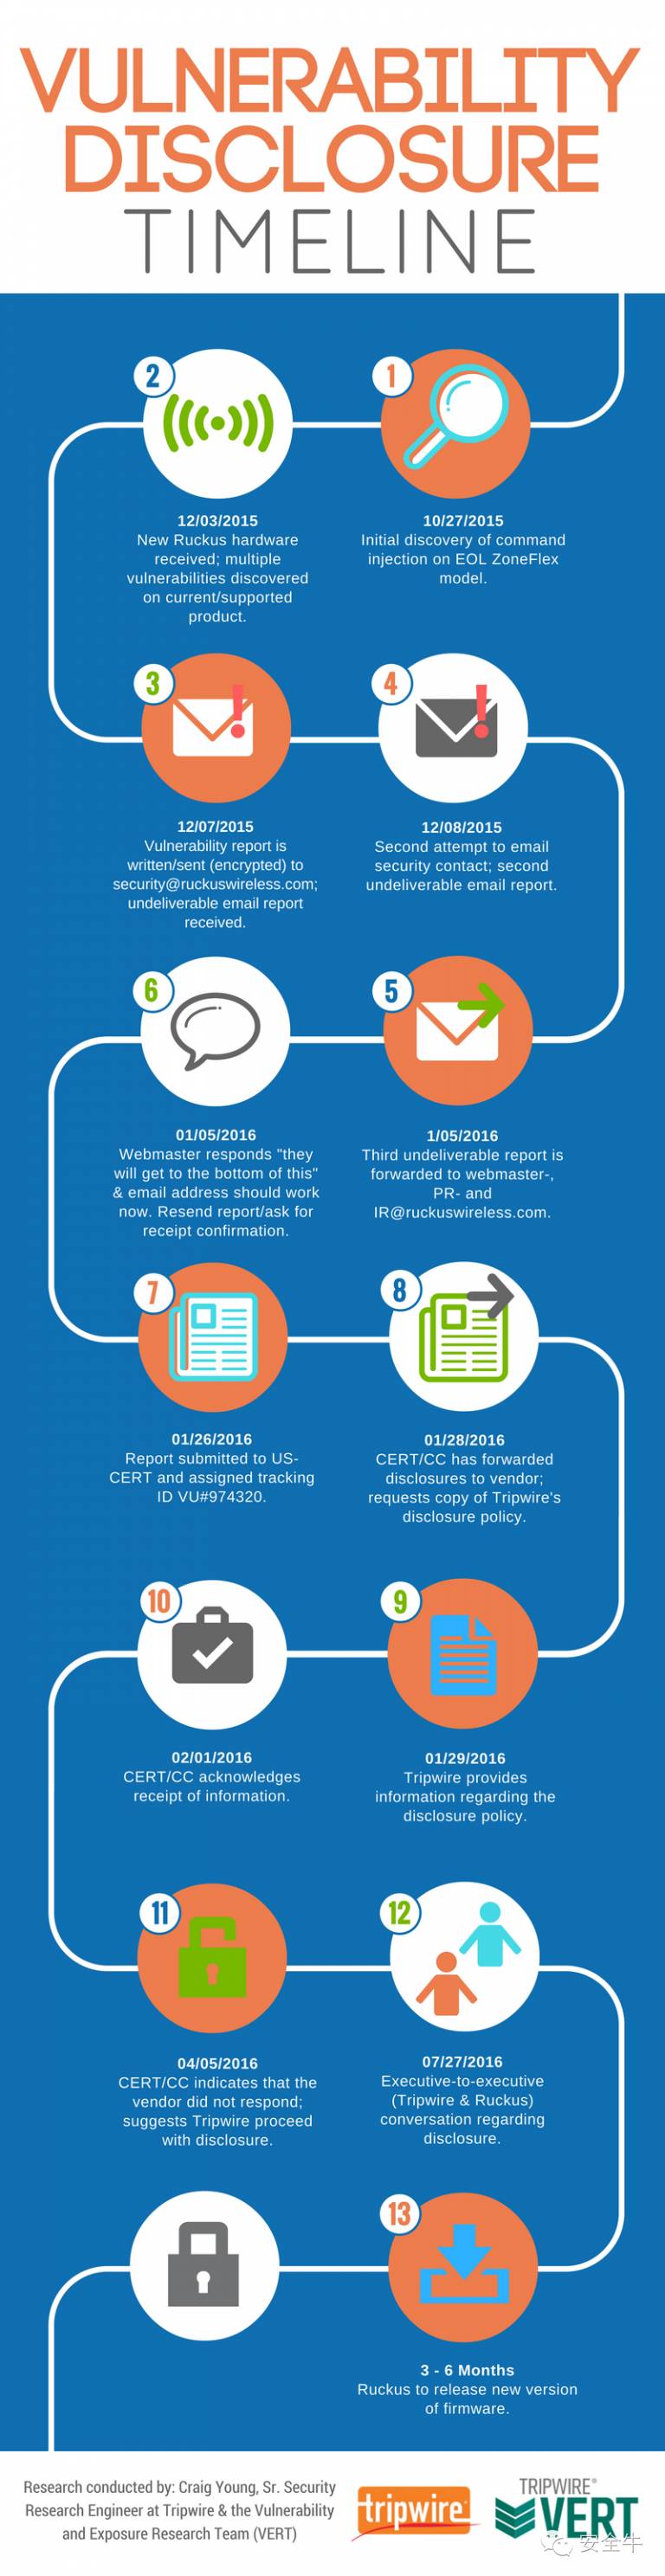 VULNERABILITY
DISCLOSURE
TIMELINE
1
10/27/2015
Initial discovery of command
injection on EOL ZoneFlex
model.
2
12/03/2015
New Ruckus hardware
received; multiple
vulnerabilities discovered
on current/supported
product.
3
12/07/2015
Vulnerability report is
written/sent (encrypted) to
security@ruckuswireless.com;
undeliverable email report
received.
4
12/08/2015
Second attempt to email
security contact; second
undeliverable email report.
5
1/05/2016
Third undeliverable report is
forwarded to webmaster-,
PR- and
IR@ruckuswireless.com.
6
01/05/2016
Webmaster responds "they
will get to the bottom of this"
& email address should work
now. Resend report/ask for
receipt confirmation.
7
01/26/2016
Report submitted to US-
CERT and assigned tracking
ID VU#974320.
8
01/28/2016
CERT/CC has forwarded
disclosures to vendor;
requests copy of Tripwire's
disclosure policy.
9
01/29/2016
Tripwire provides
information regarding the
disclosure policy.
10
02/01/2016
CERT/CC acknowledges
receipt of information.
11
04/05/2016
CERT/CC indicates that the
vendor did not respond;
suggests Tripwire proceed
with disclosure.
12
07/27/2016
Executive-to-executive
(Tripwire & Ruckus)
conversation regarding
disclosure.
13
3 - 6 Months
Ruckus to release new version
of firmware.
Research conducted by: Craig Young, Sr. Security
Research Engineer at Tripwire & the Vulnerability
and Exposure Research Team (VERT)
tripwire
TRIPWIRE®
VERT
安全牛